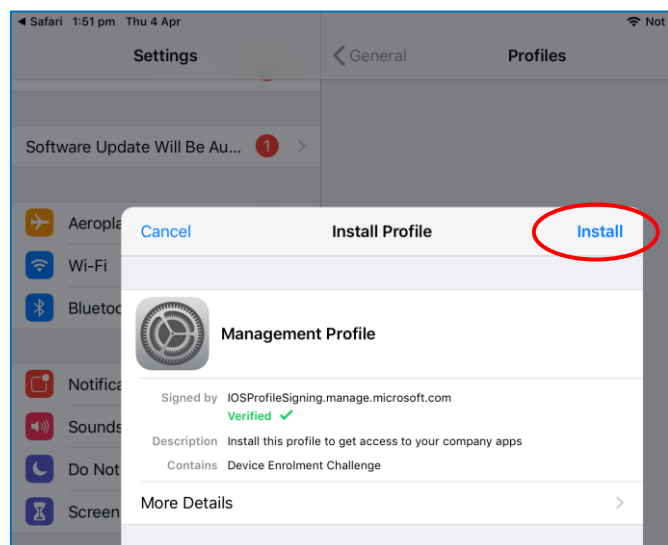 ◀ Safari 1:51 pm Thu 4 Apr Not
Settings
General Profiles
Software Update Will Be Au... 1
Aeropla
Wi-Fi
Bluetoo
Notifica
Sounds
Do Not
Screen
Cancel Install Profile Install
Management Profile
Signed by IOSProfileSigning.manage.microsoft.com
Verified ✓
Description Install this profile to get access to your company apps
Contains Device Enrolment Challenge
More Details